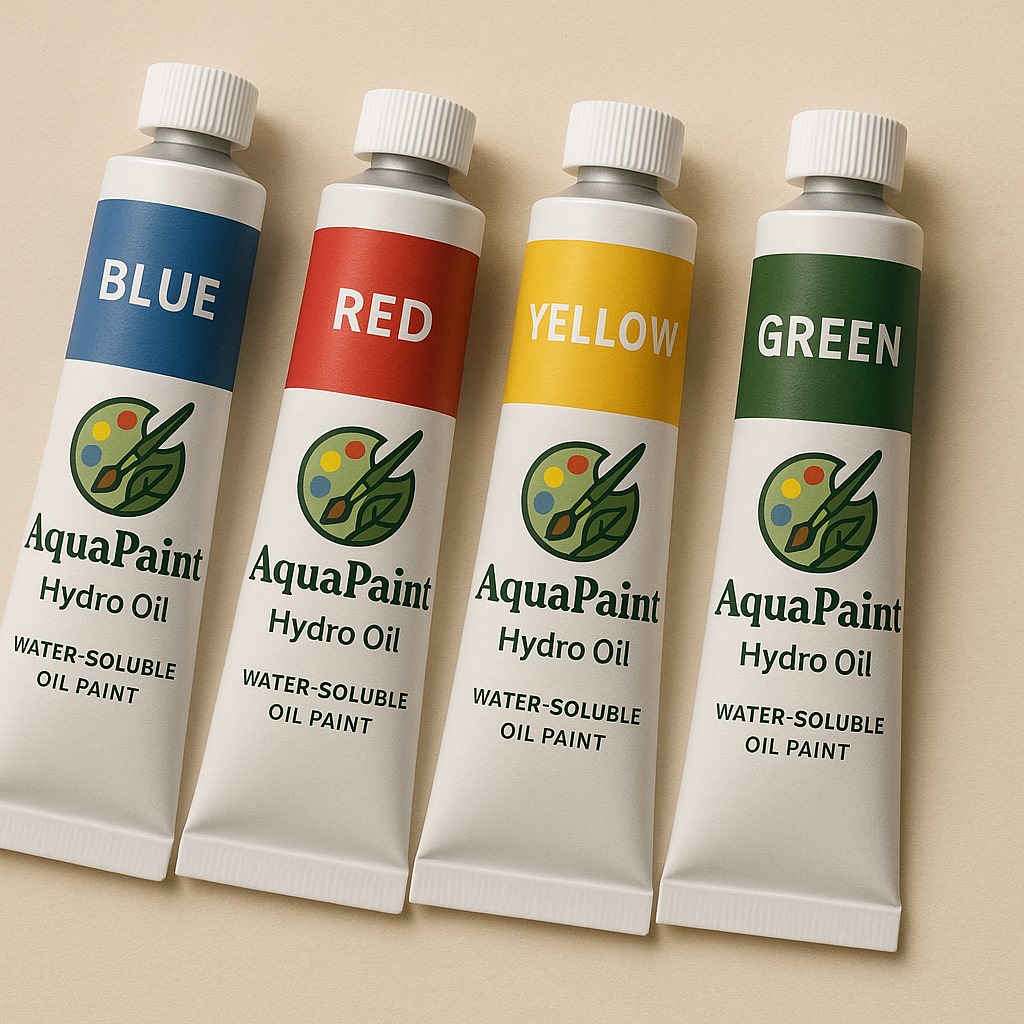 BLUE
AquaPaint
Hydro Oil
WATER-SOLUBLE
OIL PAINT
RED
AquaPaint
Hydro Oil
WATER-SOLUBLE
OIL PAINT
YELLOW
AquaPaint
Hydro Oil
WATER-SOLUBLE
OIL PAINT
GREEN
AquaPaint
Hydro Oil
WATER-SOLUBLE
OIL PAINT